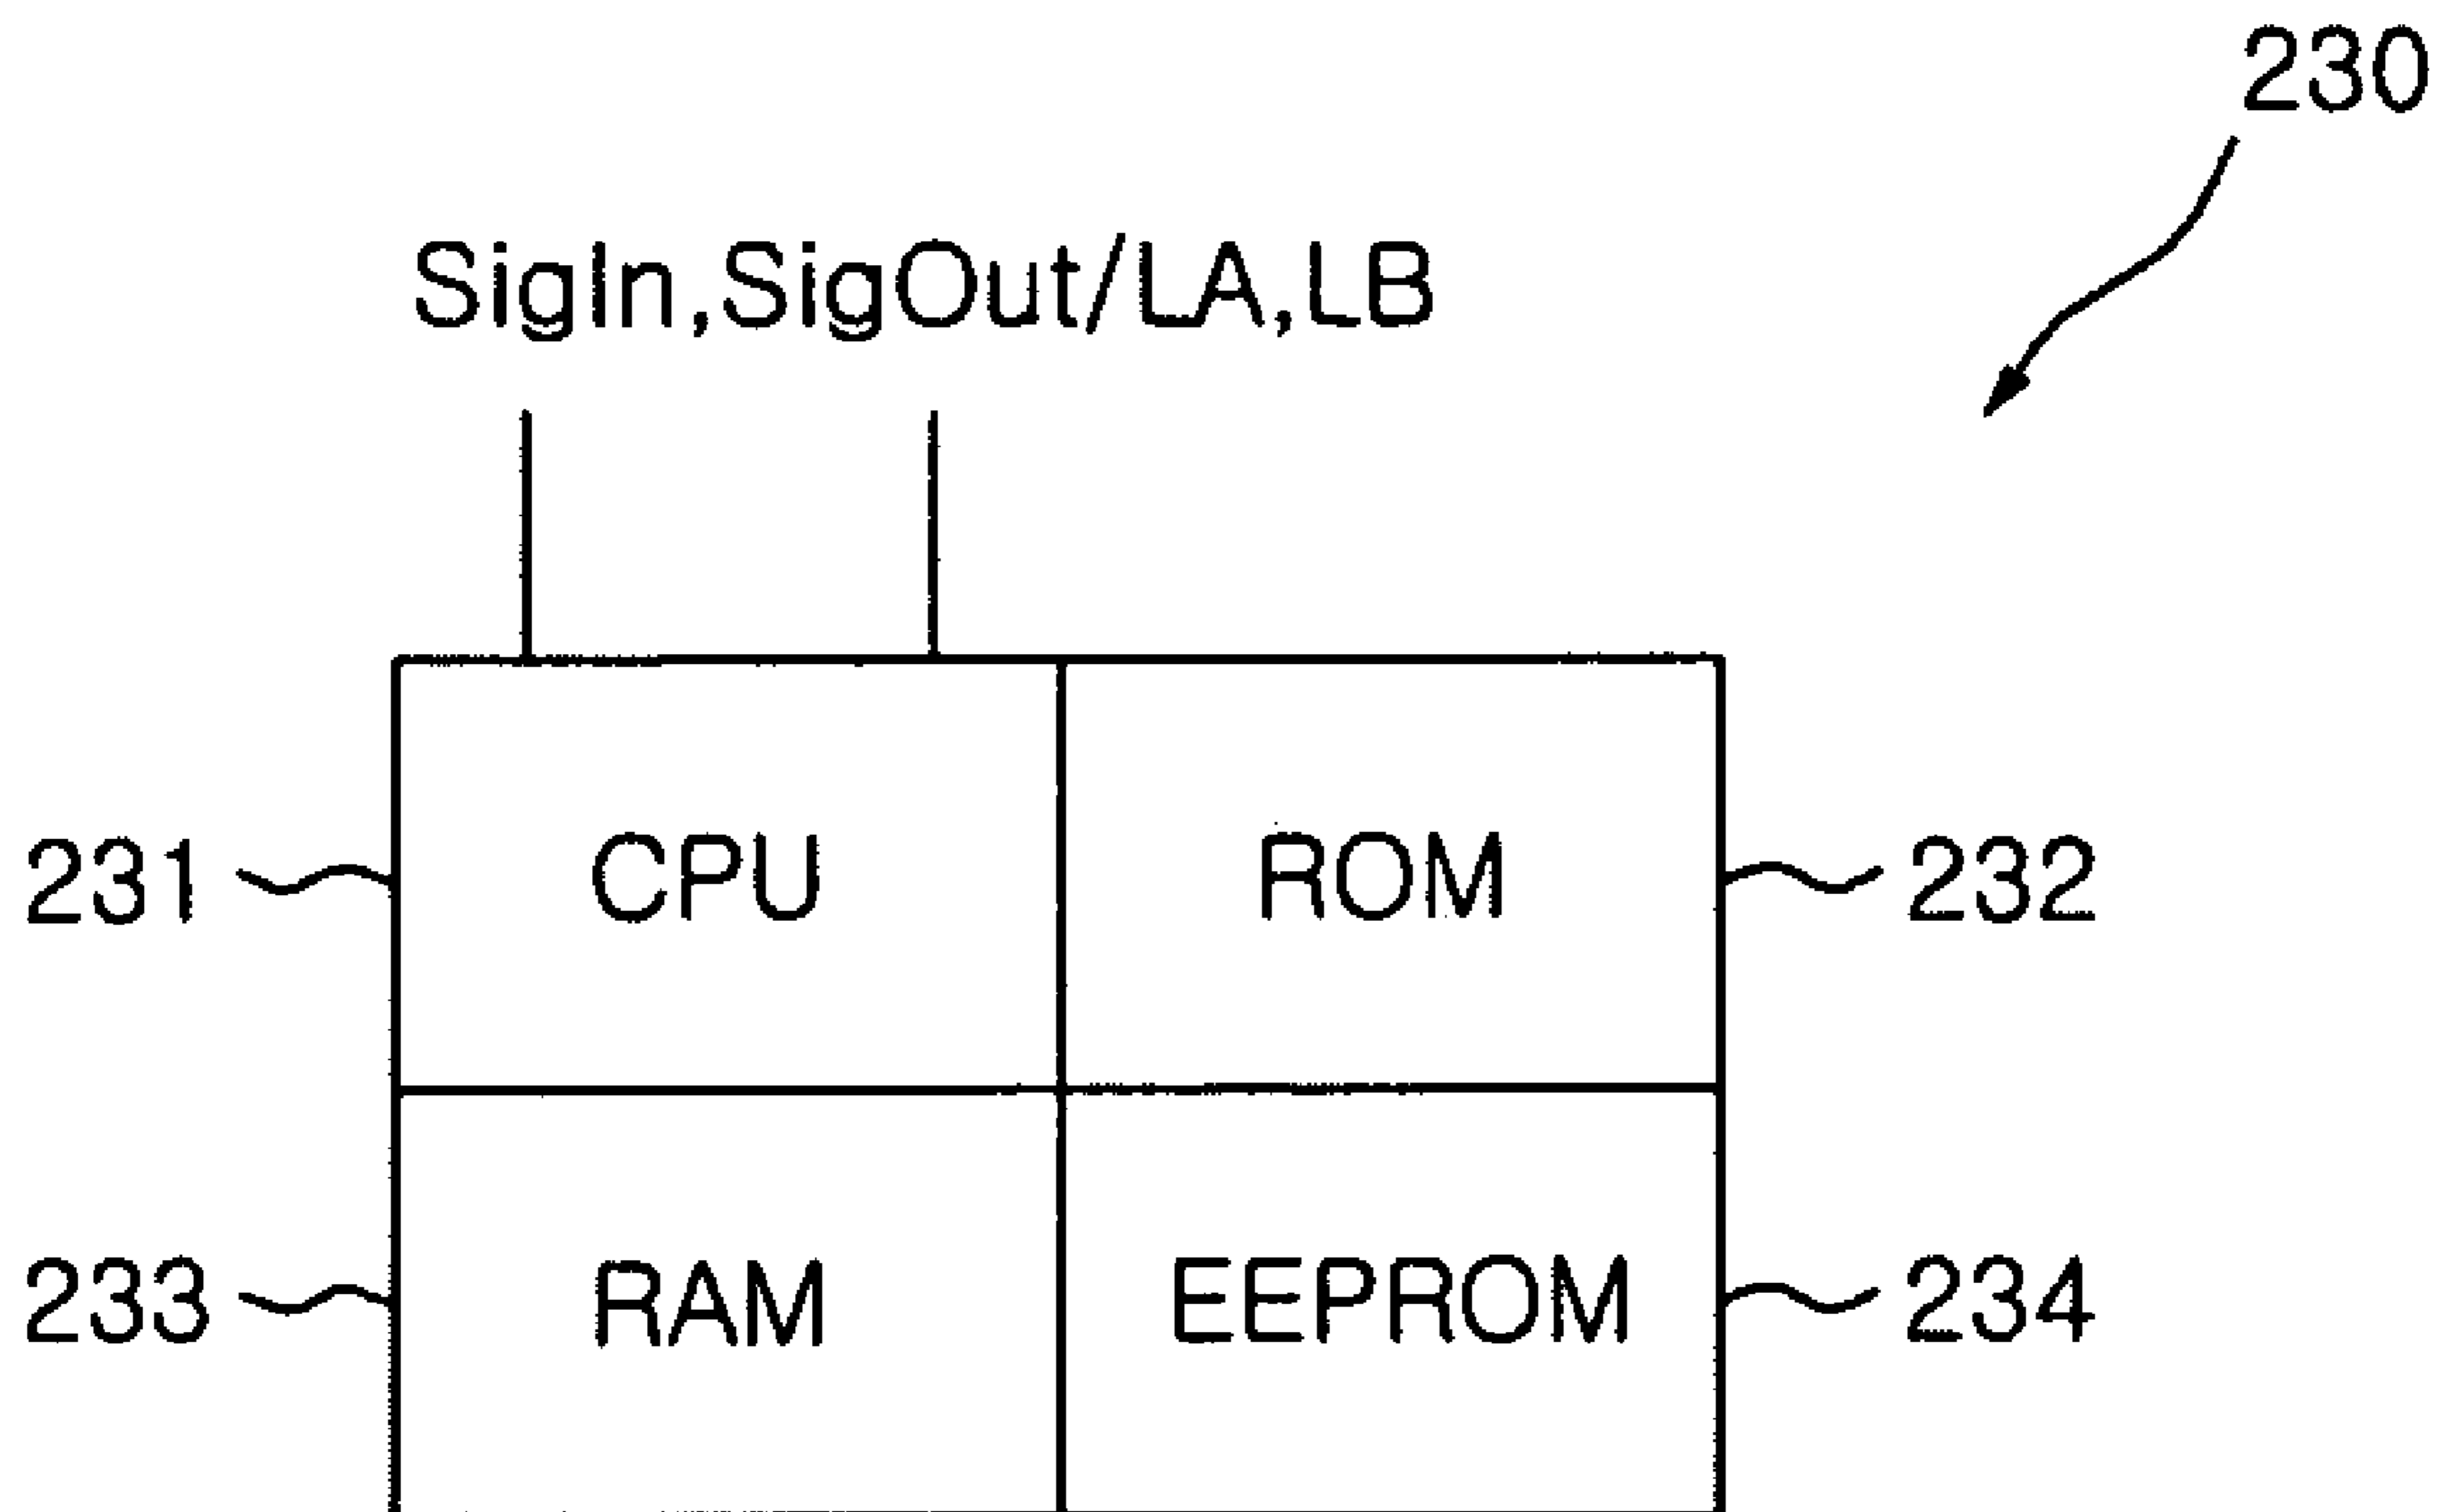 230
SigIn,SigOut/LA,LB
231 CPU ROM 232
233 RAM EEPROM 234